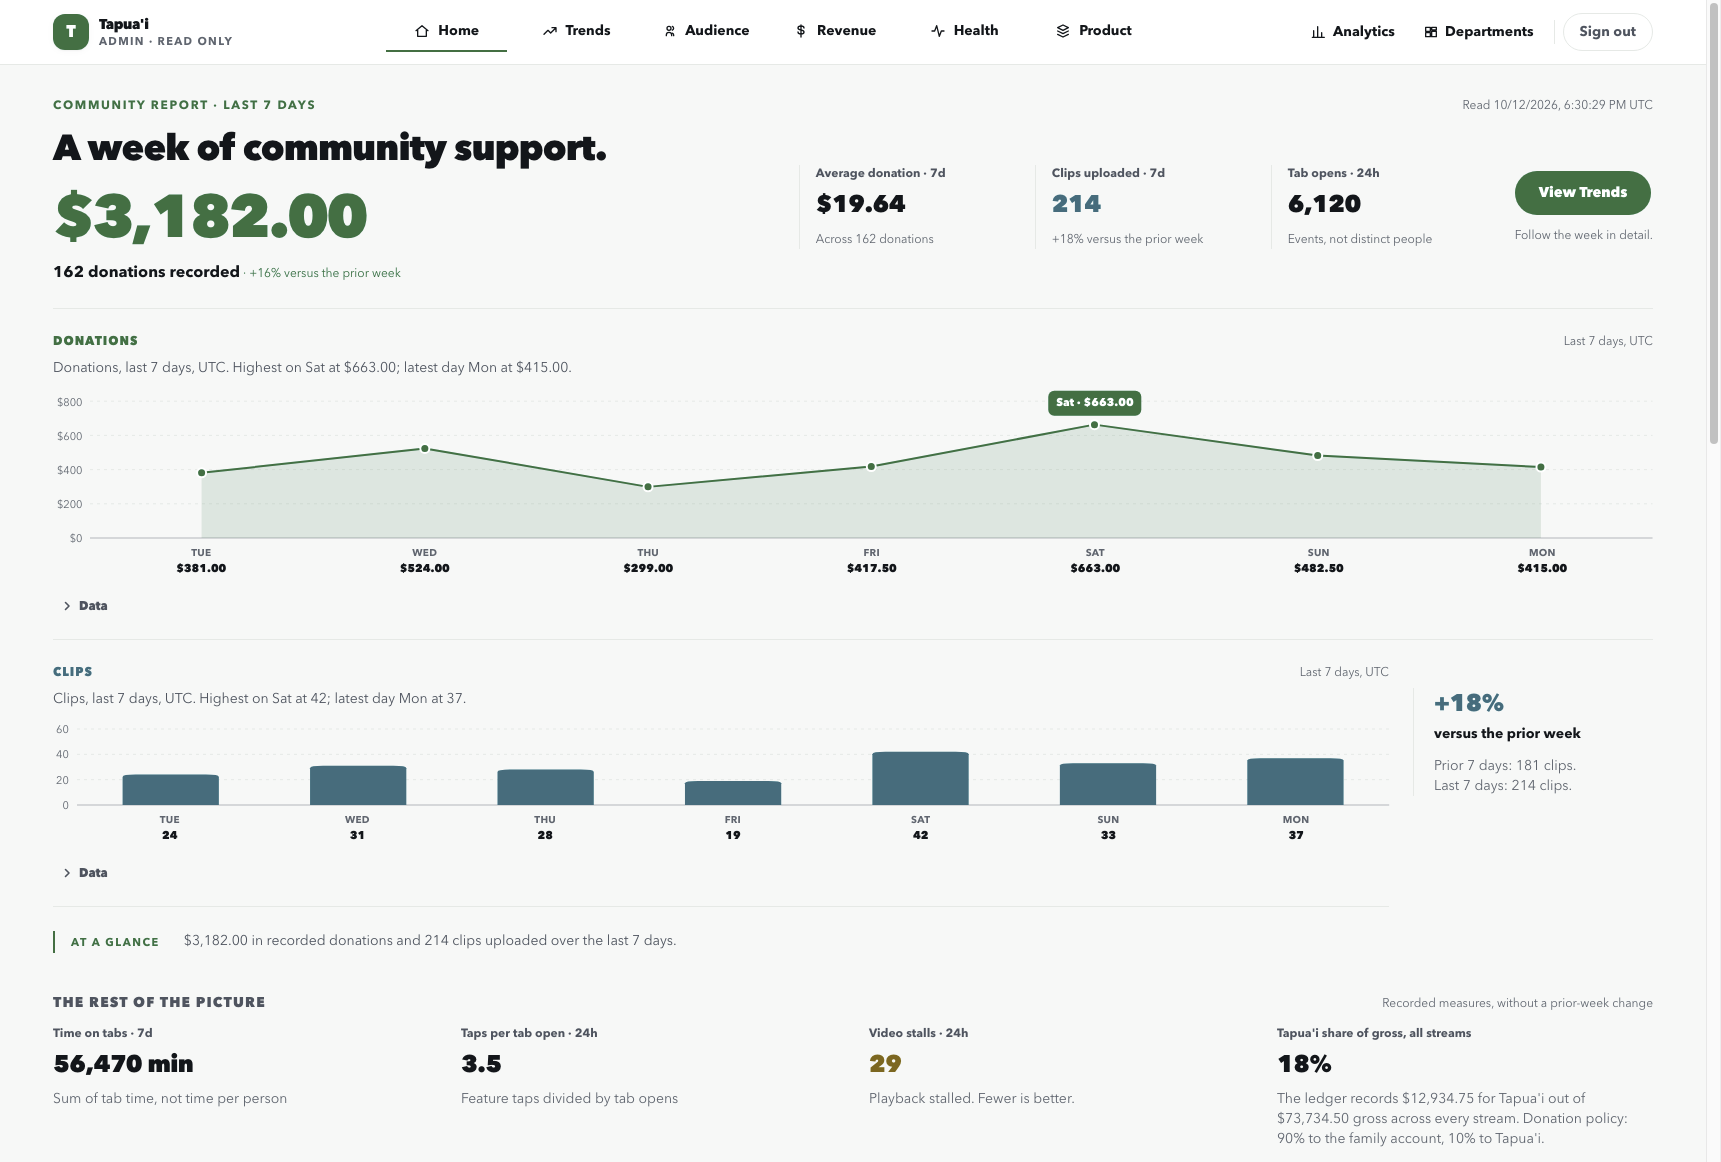 T
Tapua'i
ADMIN · READ ONLY
Home
Trends
Audience
Revenue
Health
Product
Analytics
Departments
Sign out
COMMUNITY REPORT · LAST 7 DAYS
Read 10/12/2026, 6:30:29 PM UTC
A week of community support.
$3,182.00
162 donations recorded · +16% versus the prior week
Average donation · 7d
$19.64
Across 162 donations
Clips uploaded · 7d
214
+18% versus the prior week
Tab opens · 24h
6,120
Events, not distinct people
View Trends
Follow the week in detail.
DONATIONS
Last 7 days, UTC
Donations, last 7 days, UTC. Highest on Sat at $663.00; latest day Mon at $415.00.
$800
$600
$400
$200
$0
Sat · $663.00
TUE
$381.00
WED
$524.00
THU
$299.00
FRI
$417.50
SAT
$663.00
SUN
$482.50
MON
$415.00
Data
CLIPS
Last 7 days, UTC
Clips, last 7 days, UTC. Highest on Sat at 42; latest day Mon at 37.
60
40
20
0
TUE
24
WED
31
THU
28
FRI
19
SAT
42
SUN
33
MON
37
+18%
versus the prior week
Prior 7 days: 181 clips.
Last 7 days: 214 clips.
Data
AT A GLANCE
$3,182.00 in recorded donations and 214 clips uploaded over the last 7 days.
THE REST OF THE PICTURE
Recorded measures, without a prior-week change
Time on tabs · 7d
56,470 min
Sum of tab time, not time per person
Taps per tab open · 24h
3.5
Feature taps divided by tab opens
Video stalls · 24h
29
Playback stalled. Fewer is better.
Tapua'i share of gross, all streams
18%
The ledger records $12,934.75 for Tapua'i out of
$73,734.50 gross across every stream. Donation policy:
90% to the family account, 10% to Tapua'i.